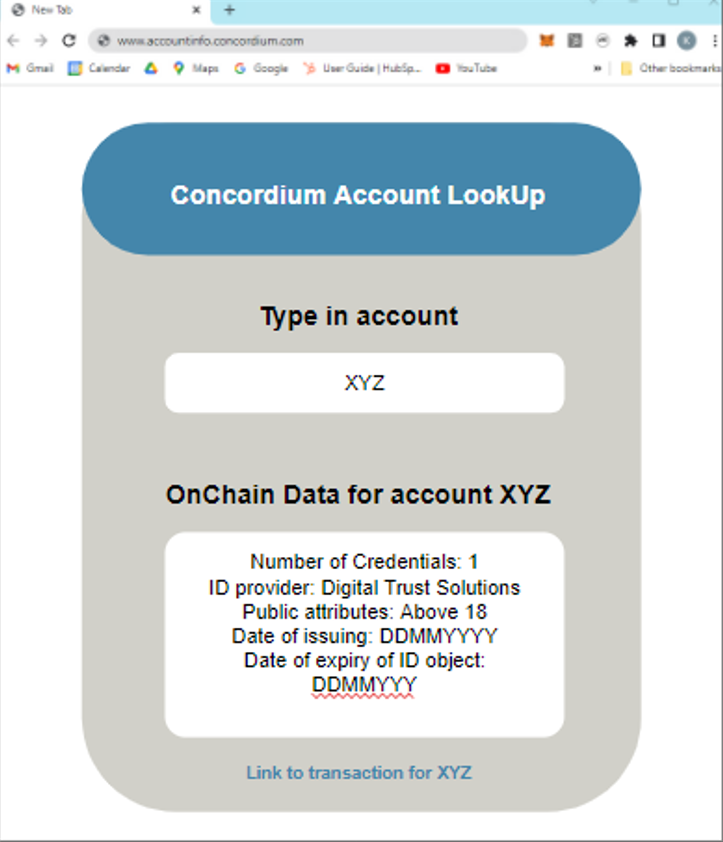 New Tab
www.accountinfo.concordium.com
Gmail Calendar Maps Google User Guide | HubSp... YouTube » Other bookmarks
Concordium Account LookUp
Type in account
XYZ
OnChain Data for account XYZ
Number of Credentials: 1
ID provider: Digital Trust Solutions
Public attributes: Above 18
Date of issuing: DDMMYYYY
Date of expiry of ID object:
DDMMYYY
Link to transaction for XYZ